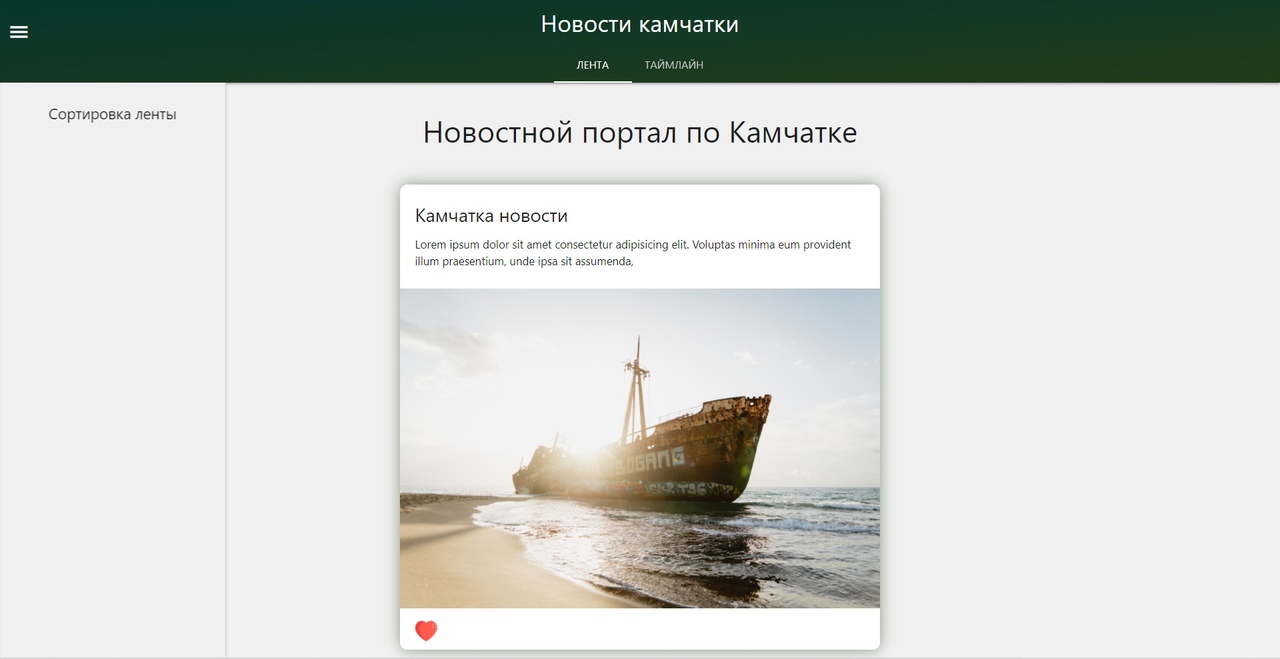 Новости камчатки
ЛЕНТА ТАЙМЛАЙН
Сортировка ленты
Новостной портал по Камчатке
Камчатка новости
Lorem ipsum dolor sit amet consectetur adipisicing elit. Voluptas minima eum provident
illum praesentium, unde ipsa sit assumenda,